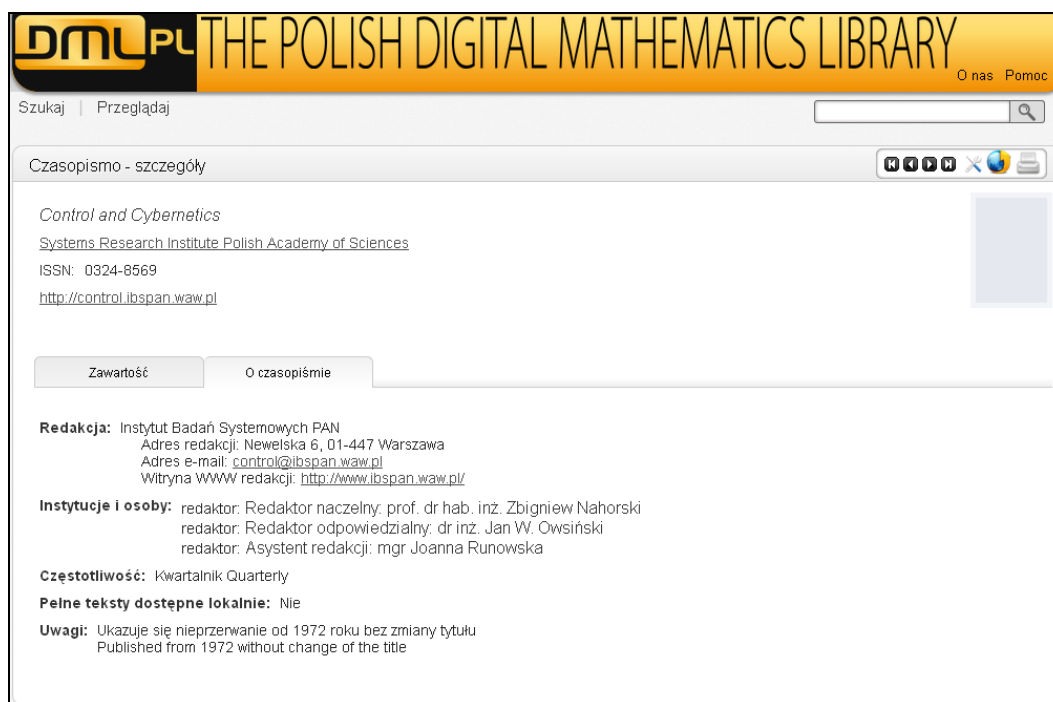 DML PL THE POLISH DIGITAL MATHEMATICS LIBRARY
O nas Pomoc
Szukaj | Przeglądaj
Czasopismo - szczegóły
Control and Cybernetics
Systems Research Institute Polish Academy of Sciences
ISSN: 0324-8569
http://control.ibspan.waw.pl
Zawartość O czasopiśmie
Redakcja: Instytut Badań Systemowych PAN
Adres redakcji: Newelska 6, 01-447 Warszawa
Adres e-mail: control@ibspan.waw.pl
Witryna WWW redakcji: http://www.ibspan.waw.pl/
Instytucje i osoby: redaktor: Redaktor naczelny: prof. dr hab. inż. Zbigniew Nahorski
redaktor: Redaktor odpowiedzialny: dr inż. Jan W. Owsiński
redaktor: Asystent redakcji: mgr Joanna Runowska
Częstotliwość: Kwartalnik Quarterly
Pełne teksty dostępne lokalnie: Nie
Uwagi: Ukazuje się nieprzerwanie od 1972 roku bez zmiany tytułu
Published from 1972 without change of the title